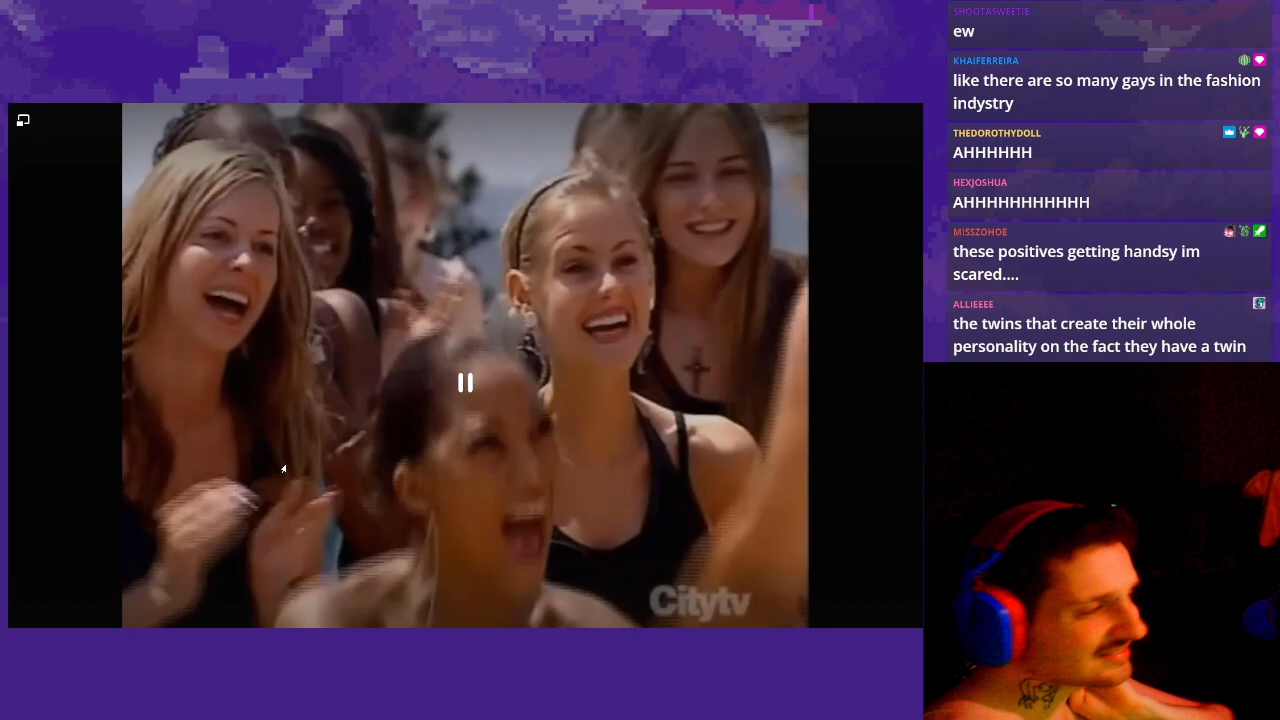 SHOOTASWEETIE
ew
KHAIFERREIRA
like there are so many gays in the fashion
indystry
THEDOROTHYDOLL
AHHHHHH
HEXJOSHUA
AHHHHHHHHHHH
MISSZOHOE
these positives getting handsy im
scared....
ALLIEEEE
the twins that create their whole
personality on the fact they have a twin
Citytv